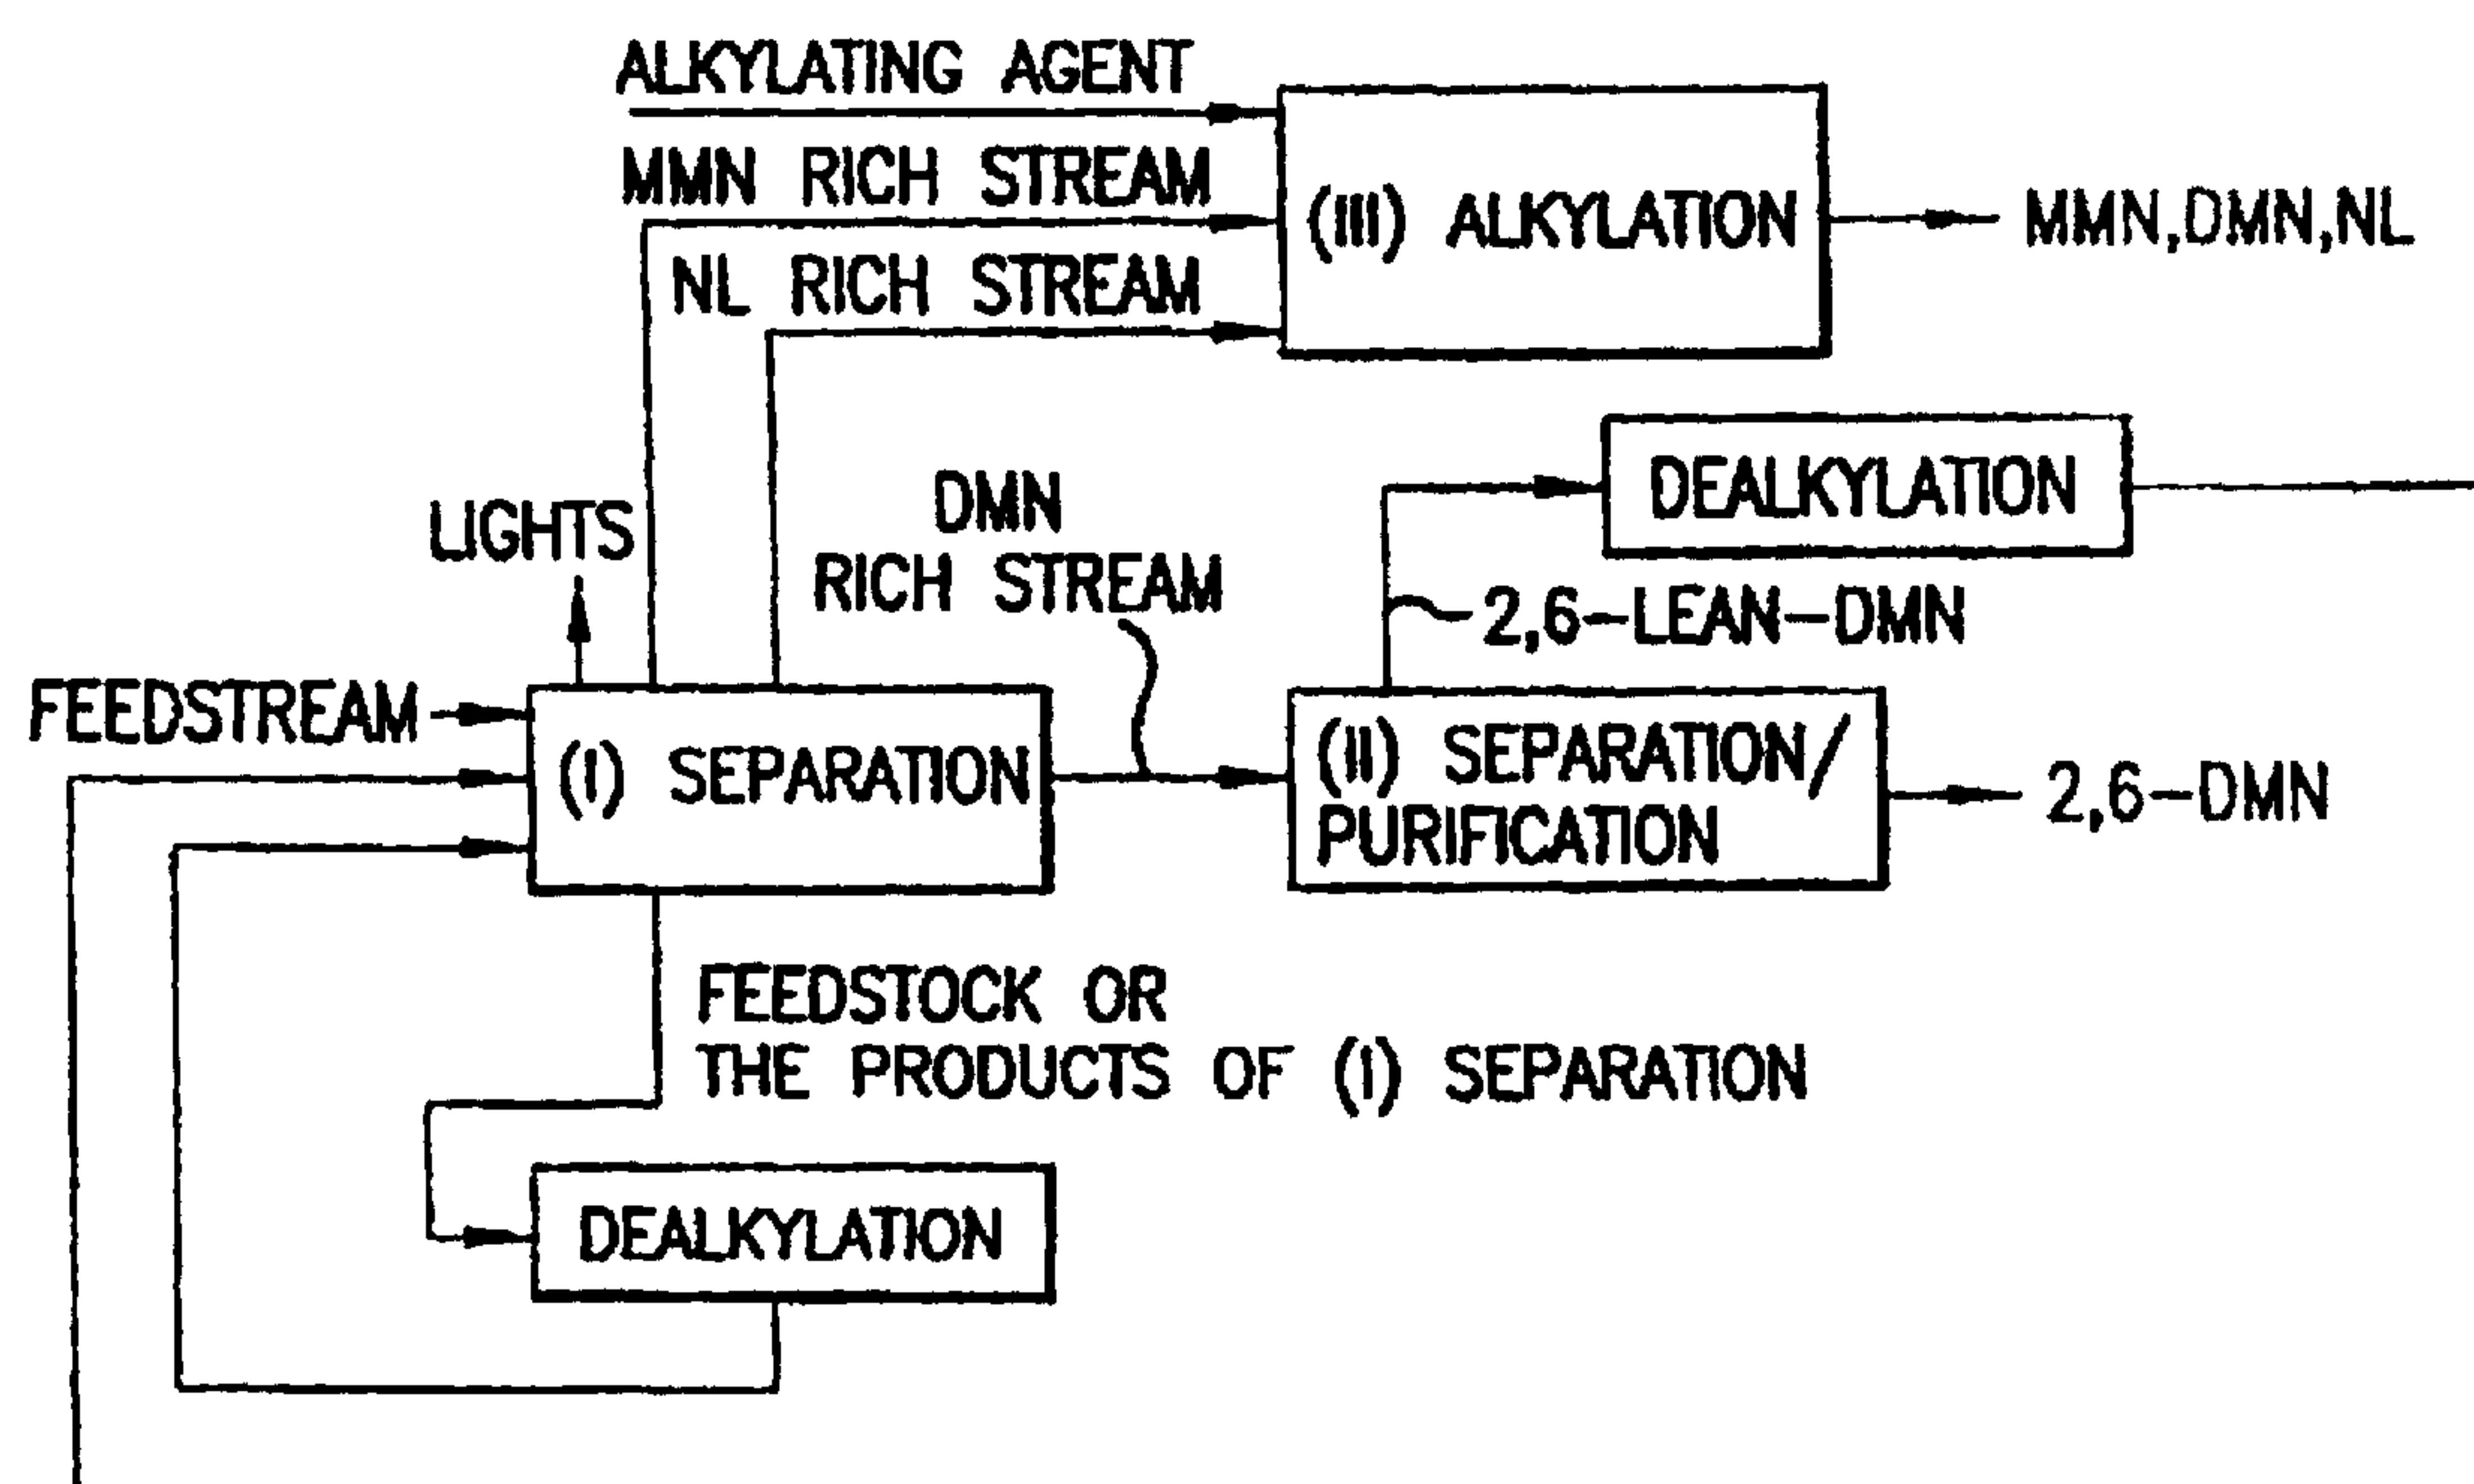 ALKYLATING AGENT
MMN RICH STREAM
(III) ALKYLATION
MMN,DMN,NL
NL RICH STREAM
DEALKYLATION
LIGHTS
DMN
RICH STREAM
2,6-LEAN-DMN
FEEDSTREAM
(I) SEPARATION
(II) SEPARATION/
PURIFICATION
2,6-DMN
FEEDSTOCK OR
THE PRODUCTS OF (I) SEPARATION
DEALKYLATION